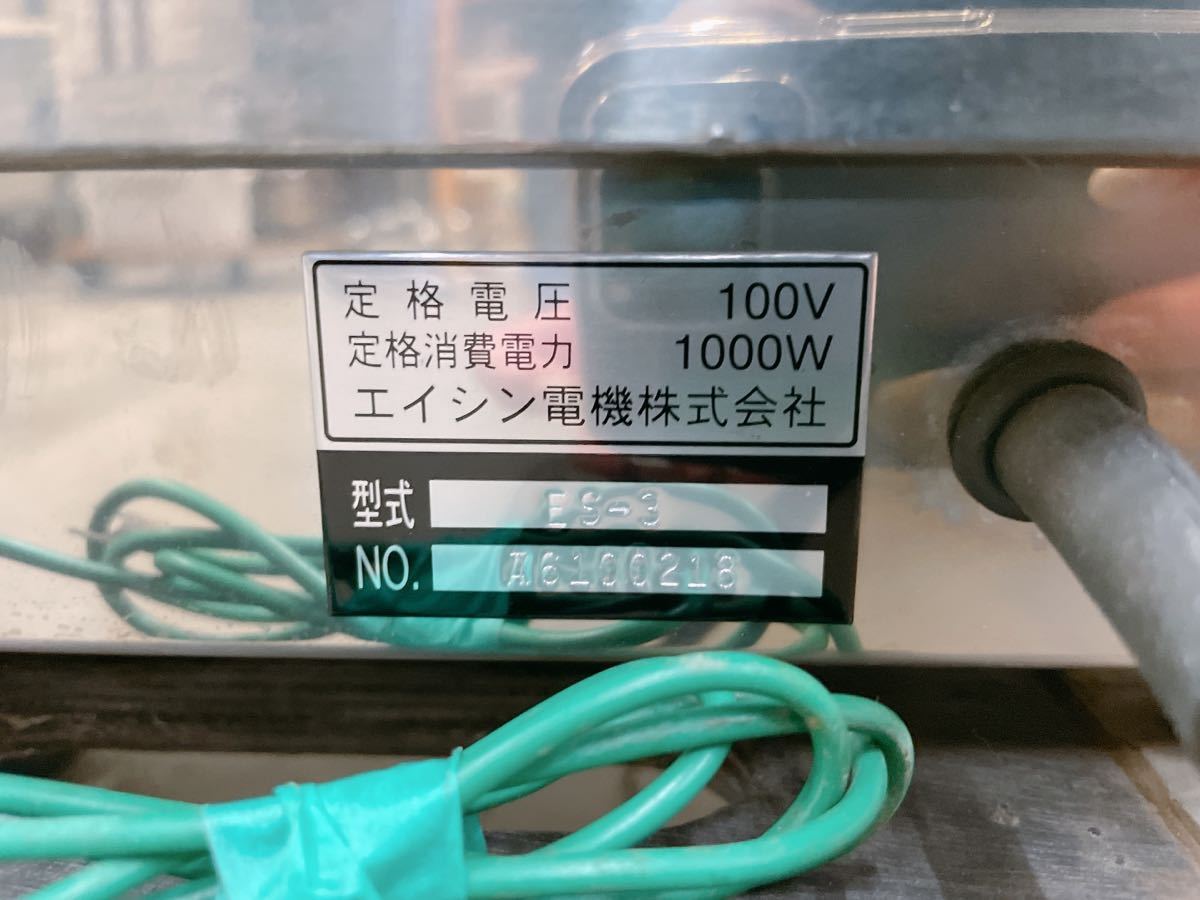 定格電圧 100V
定格消費電力 1000W
エイシン電機株式会社
型式 ES-3
NO. A6100218